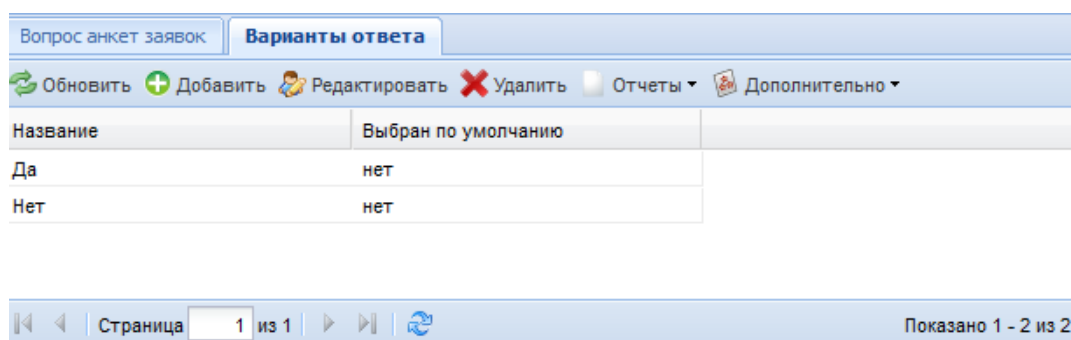 Вопрос анкет заявок Варианты ответа
Обновить Добавить Редактировать Удалить Отчеты Дополнительно
Название Выбран по умолчанию
Да нет
Нет нет
Страница 1 из 1 Показано 1 - 2 из 2